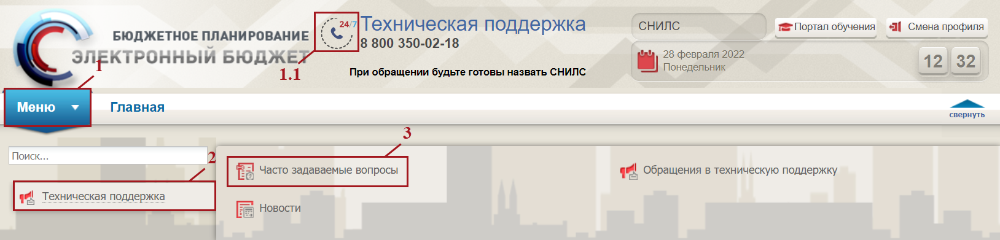 БЮДЖЕТНОЕ ПЛАНИРОВАНИЕ
ЭЛЕКТРОННЫЙ БЮДЖЕТ
1
24/7
1.1
Техническая поддержка
8 800 350-02-18
При обращении будьте готовы назвать СНИЛС
СНИЛС
Портал обучения
Смена профиля
28 февраля 2022
Понедельник
12 32
Меню
Главная
свернуть
Поиск...
2
Техническая поддержка
3
Часто задаваемые вопросы
Обращения в техническую поддержку
Новости